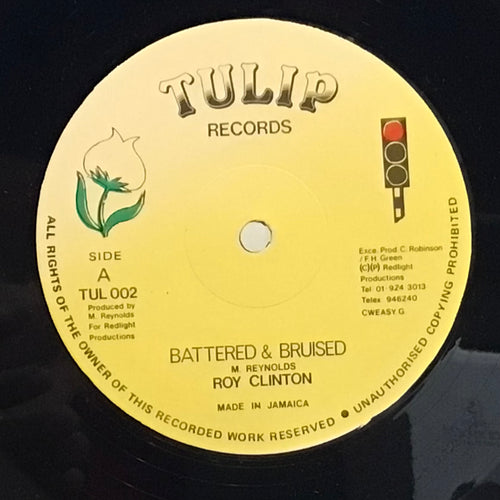 TULIP
RECORDS
SIDE
A
TUL 002
Produced by
M. Reynolds
For Redlight
Productions
Exce. Prod. C. Robinson
/ F.H. Green
(C)(P) Redlight
Productions
Tel 01 924 3013
Telex 946240
CWEASY G
BATTERED & BRUISED
M REYNOLDS
ROY CLINTON
MADE IN JAMAICA
ALL RIGHTS OF THE OWNER OF THIS RECORDED WORK RESERVED ● UNAUTHORISED COPYING PROHIBITED